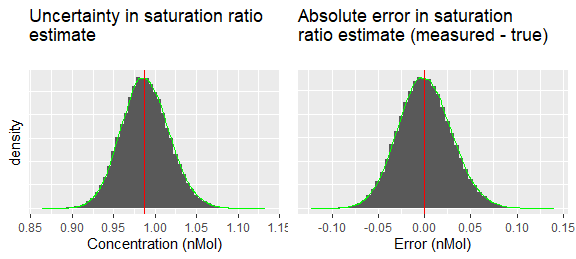 Uncertainty in saturation ratio
estimate
density
0.85 0.90 0.95 1.00 1.05 1.10 1.15
Concentration (nMol)
Absolute error in saturation
ratio estimate (measured - true)
-0.10 -0.05 0.00 0.05 0.10 0.15
Error (nMol)